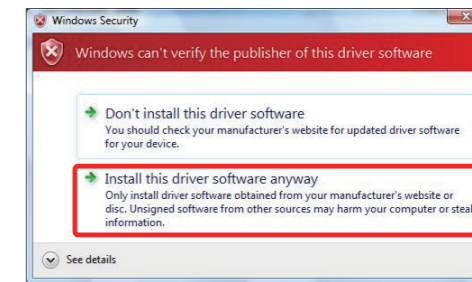 Windows Security
Windows can't verify the publisher of this driver software
Don't install this driver software
You should check your manufacturer's website for updated driver software
for your device.
Install this driver software anyway
Only install driver software obtained from your manufacturer's website or
disc. Unsigned software from other sources may harm your computer or steal
information.
See details